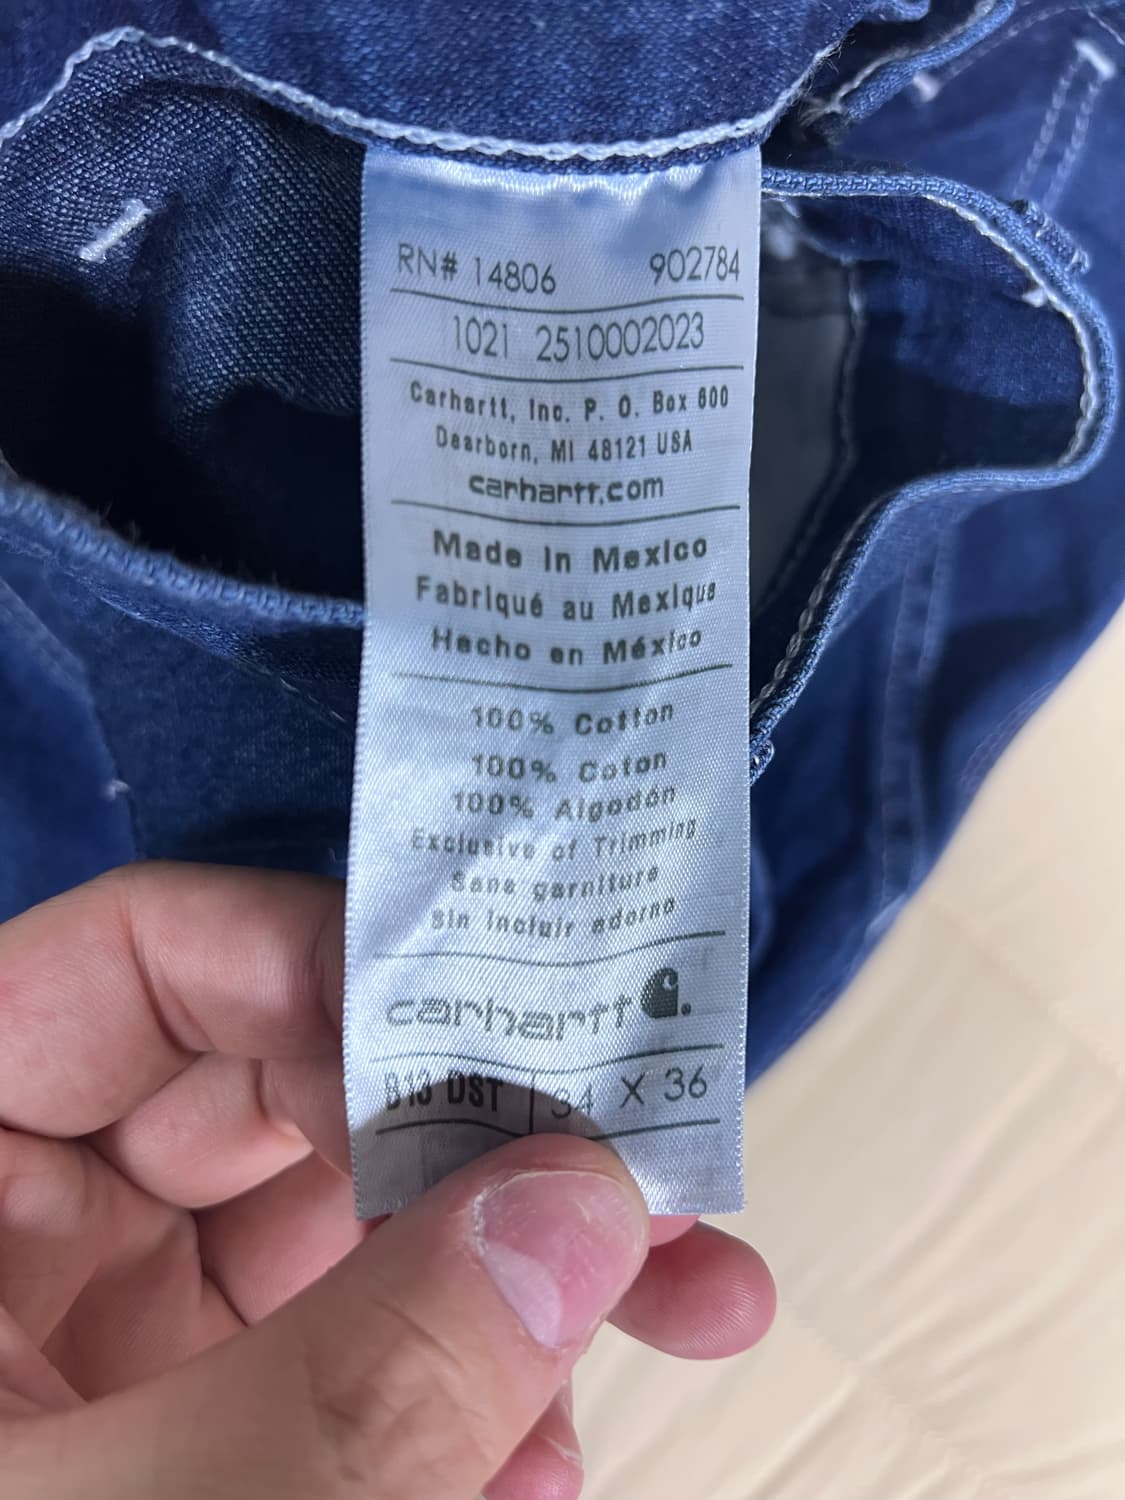 RN# 14806 902784
1021 2510002023
Carhartt, Inc. P. O. Box 600
Dearborn, MI 48121 USA
carhartt.com
Made In Mexico
Fabriqué au Mexique
Hecho en México
100% Cotton
100% Coton
100% Algodón
Exclusive of Trimming
Sans garniture
Sin incluir adorno
carhartt
B13 DST 34 X 36